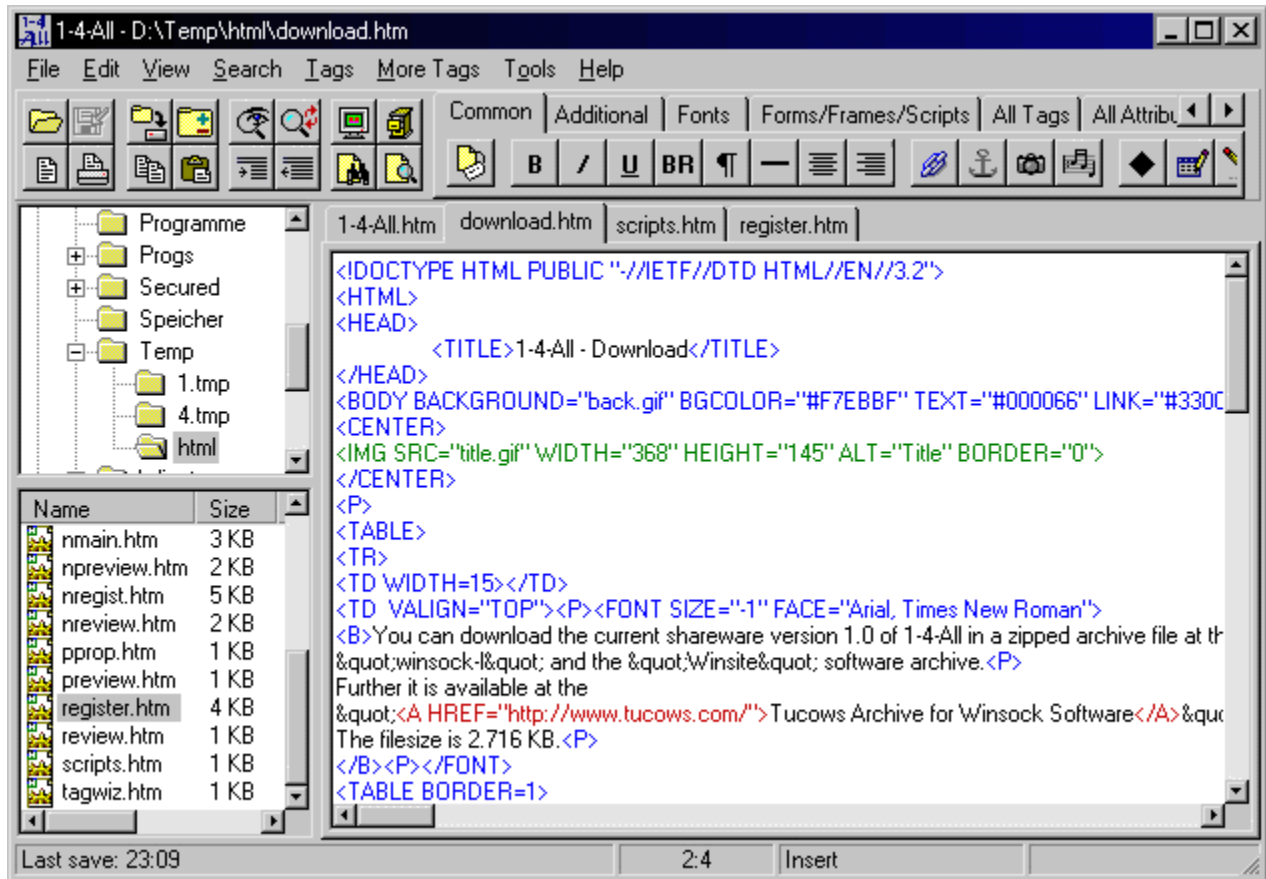 1-4-All - D:\Temp\html\download.htm
File Edit View Search Tags More Tags Tools Help
Common Additional Fonts Forms/Frames/Scripts All Tags All Attribu
B I U BR ¶
Programme
Progs
Secured
Speicher
Temp
1.tmp
4.tmp
html
Name Size
nmain.htm 3 KB
npreview.htm 2 KB
nregist.htm 5 KB
nreview.htm 2 KB
pprop.htm 1 KB
preview.htm 1 KB
register.htm 4 KB
review.htm 1 KB
scripts.htm 1 KB
tagwiz.htm 1 KB
1-4-All.htm download.htm scripts.htm register.htm
<!DOCTYPE HTML PUBLIC "-//IETF//DTD HTML//EN//3.2">
<HTML>
<HEAD>
<TITLE>1-4-All - Download</TITLE>
</HEAD>
<BODY BACKGROUND="back.gif" BGCOLOR="#F7EBBF" TEXT="#000066" LINK="#330C
<CENTER>
<IMG SRC="title.gif" WIDTH="368" HEIGHT="145" ALT="Title" BORDER="0">
</CENTER>
<P>
<TABLE>
<TR>
<TD WIDTH=15></TD>
<TD  VALIGN="TOP"><P><FONT SIZE="-1" FACE="Arial, Times New Roman">
<B>You can download the current shareware version 1.0 of 1-4-All in a zipped archive file at
&quot;winsock-l&quot; and the &quot;Winsite&quot; software archive.<P>
Further it is available at the
&quot;<A HREF="http://www.tucows.com/">Tucows Archive for Winsock Software</A>&quo
The filesize is 2.716 KB.<P>
</B><P></FONT>
<TABLE BORDER=1>
Last save: 23:09 2:4 Insert